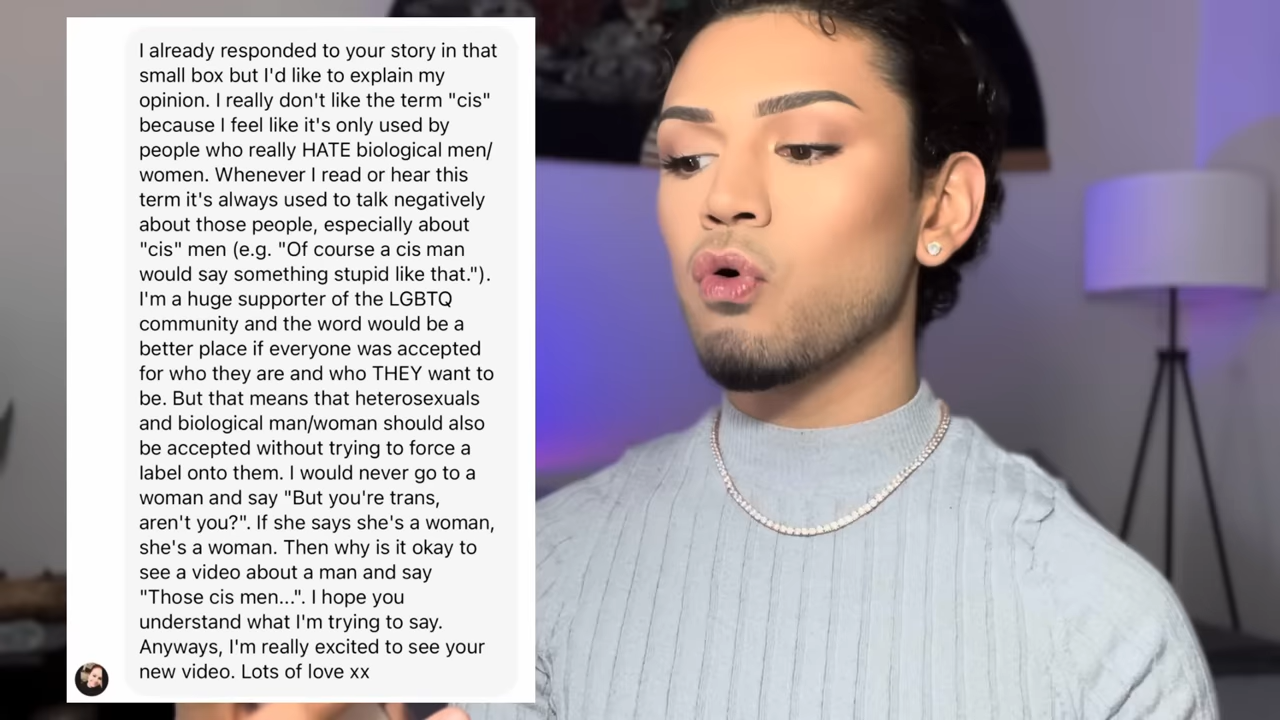 I already responded to your story in that
small box but I'd like to explain my
opinion. I really don't like the term "cis"
because I feel like it's only used by
people who really HATE biological men/
women. Whenever I read or hear this
term it's always used to talk negatively
about those people, especially about
"cis" men (e.g. "Of course a cis man
would say something stupid like that.").
I'm a huge supporter of the LGBTQ
community and the word would be a
better place if everyone was accepted
for who they are and who THEY want to
be. But that means that heterosexuals
and biological man/woman should also
be accepted without trying to force a
label onto them. I would never go to a
woman and say "But you're trans,
aren't you?". If she says she's a woman,
she's a woman. Then why is it okay to
see a video about a man and say
"Those cis men...". I hope you
understand what I'm trying to say.
Anyways, I'm really excited to see your
new video. Lots of love xx